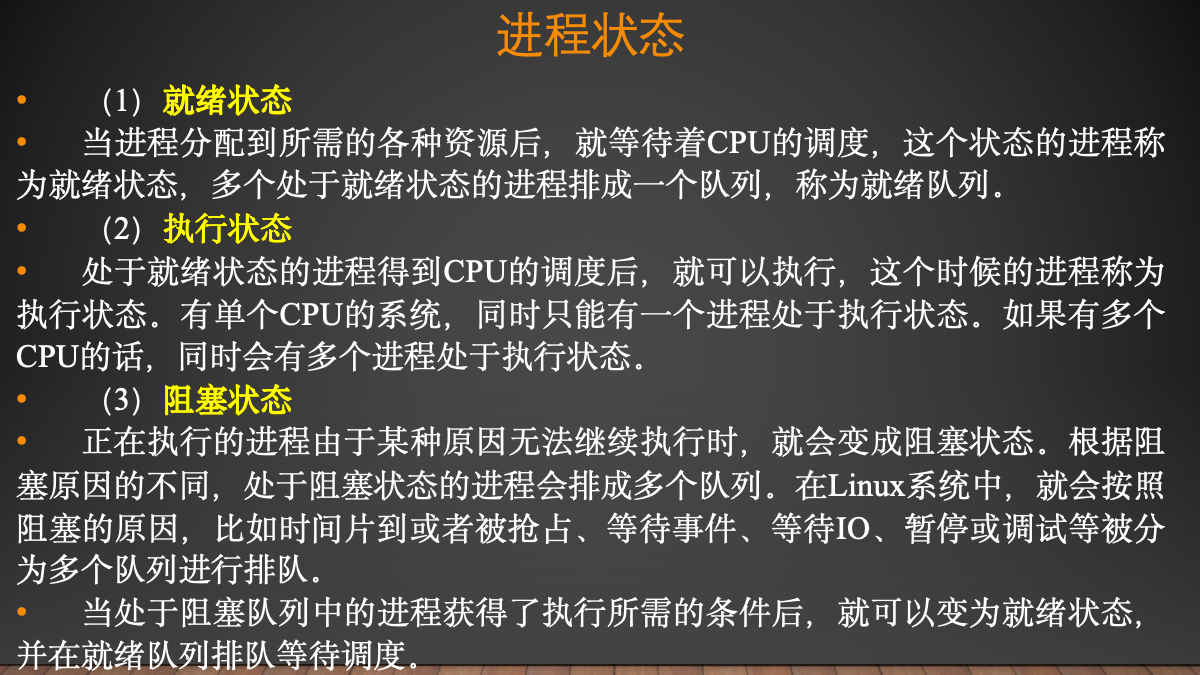 进程状态
• （1）就绪状态
• 当进程分配到所需的各种资源后，就等待着CPU的调度，这个状态的进程称
为就绪状态，多个处于就绪状态的进程排成一个队列，称为就绪队列。
• （2）执行状态
• 处于就绪状态的进程得到CPU的调度后，就可以执行，这个时候的进程称为
执行状态。有单个CPU的系统，同时只能有一个进程处于执行状态。如果有多个
CPU的话，同时会有多个进程处于执行状态。
• （3）阻塞状态
• 正在执行的进程由于某种原因无法继续执行时，就会变成阻塞状态。根据阻
塞原因的不同，处于阻塞状态的进程会排成多个队列。在Linux系统中，就会按照
阻塞的原因，比如时间片到或者被抢占、等待事件、等待IO、暂停或调试等被分
为多个队列进行排队。
• 当处于阻塞队列中的进程获得了执行所需的条件后，就可以变为就绪状态，
并在就绪队列排队等待调度。